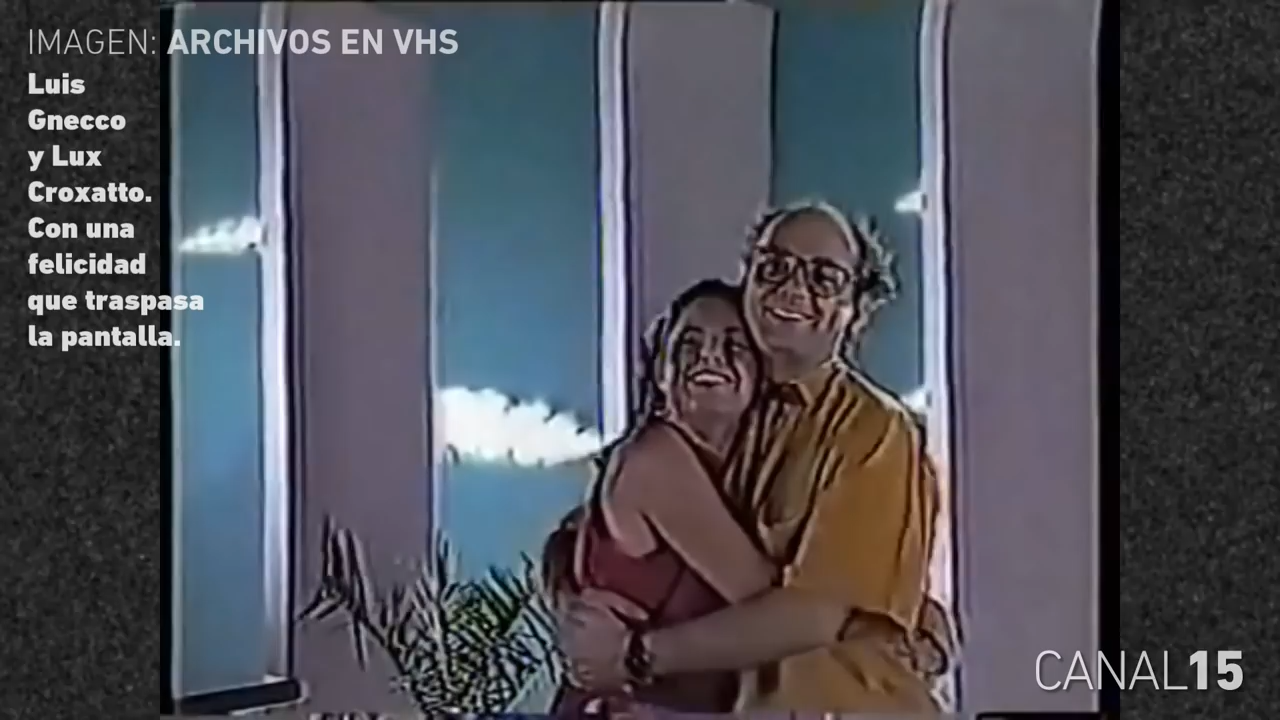 IMAGEN: ARCHIVOS EN VHS
Luis
Gnecco
y Lux
Croxatto.
Con una
felicidad
que traspasa
la pantalla.
CANAL15